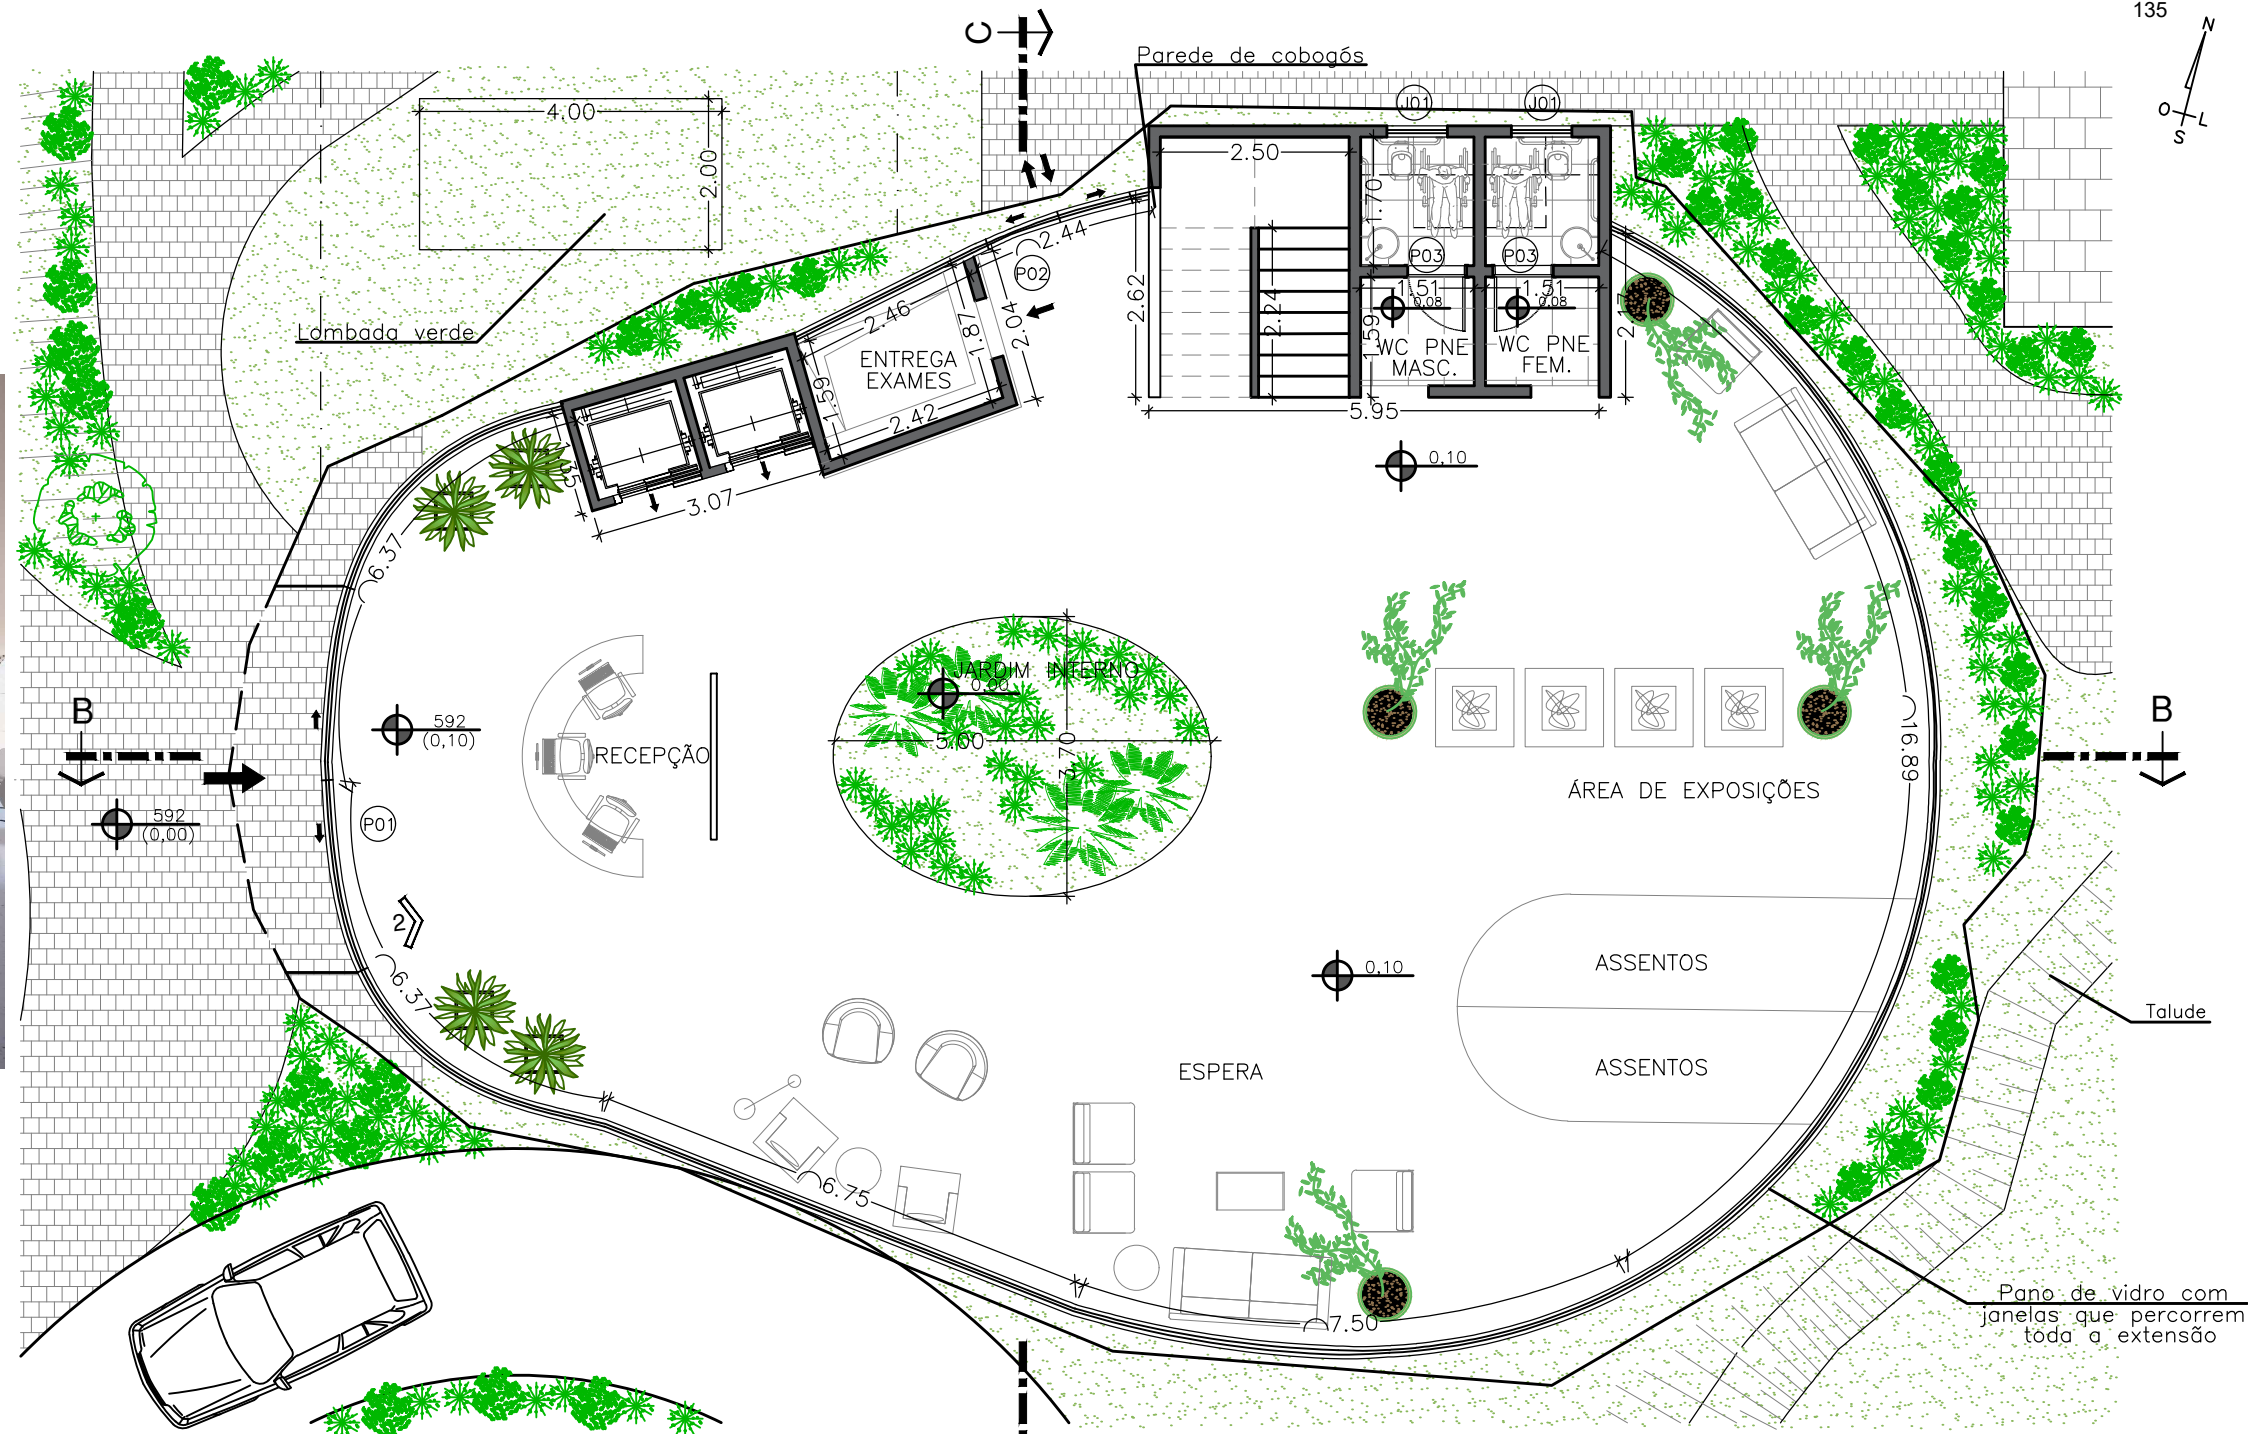 135
N
O
L
S
C
Parede de cobogós
J01
J01
4.00
2.00
2.50
1.70
2.44
P02
P03
P03
2.62
2.24
1.51
0,08
1.51
0,08
1.59
WC PNE
MASC.
WC PNE
FEM.
5.95
2.46
1.87
2.04
ENTREGA
EXAMES
1.59
2.42
3.07
Lombada verde
0,10
6.37
JARDIM INTERNO
0,00
5.00
3.70
592
(0,10)
RECEPÇÃO
B
B
592
(0,00)
P01
16.89
ÁREA DE EXPOSIÇÕES
2
6.37
0,10
ASSENTOS
ASSENTOS
Talude
ESPERA
6.75
7.50
Pano de vidro com
janelas que percorrem
toda a extensão